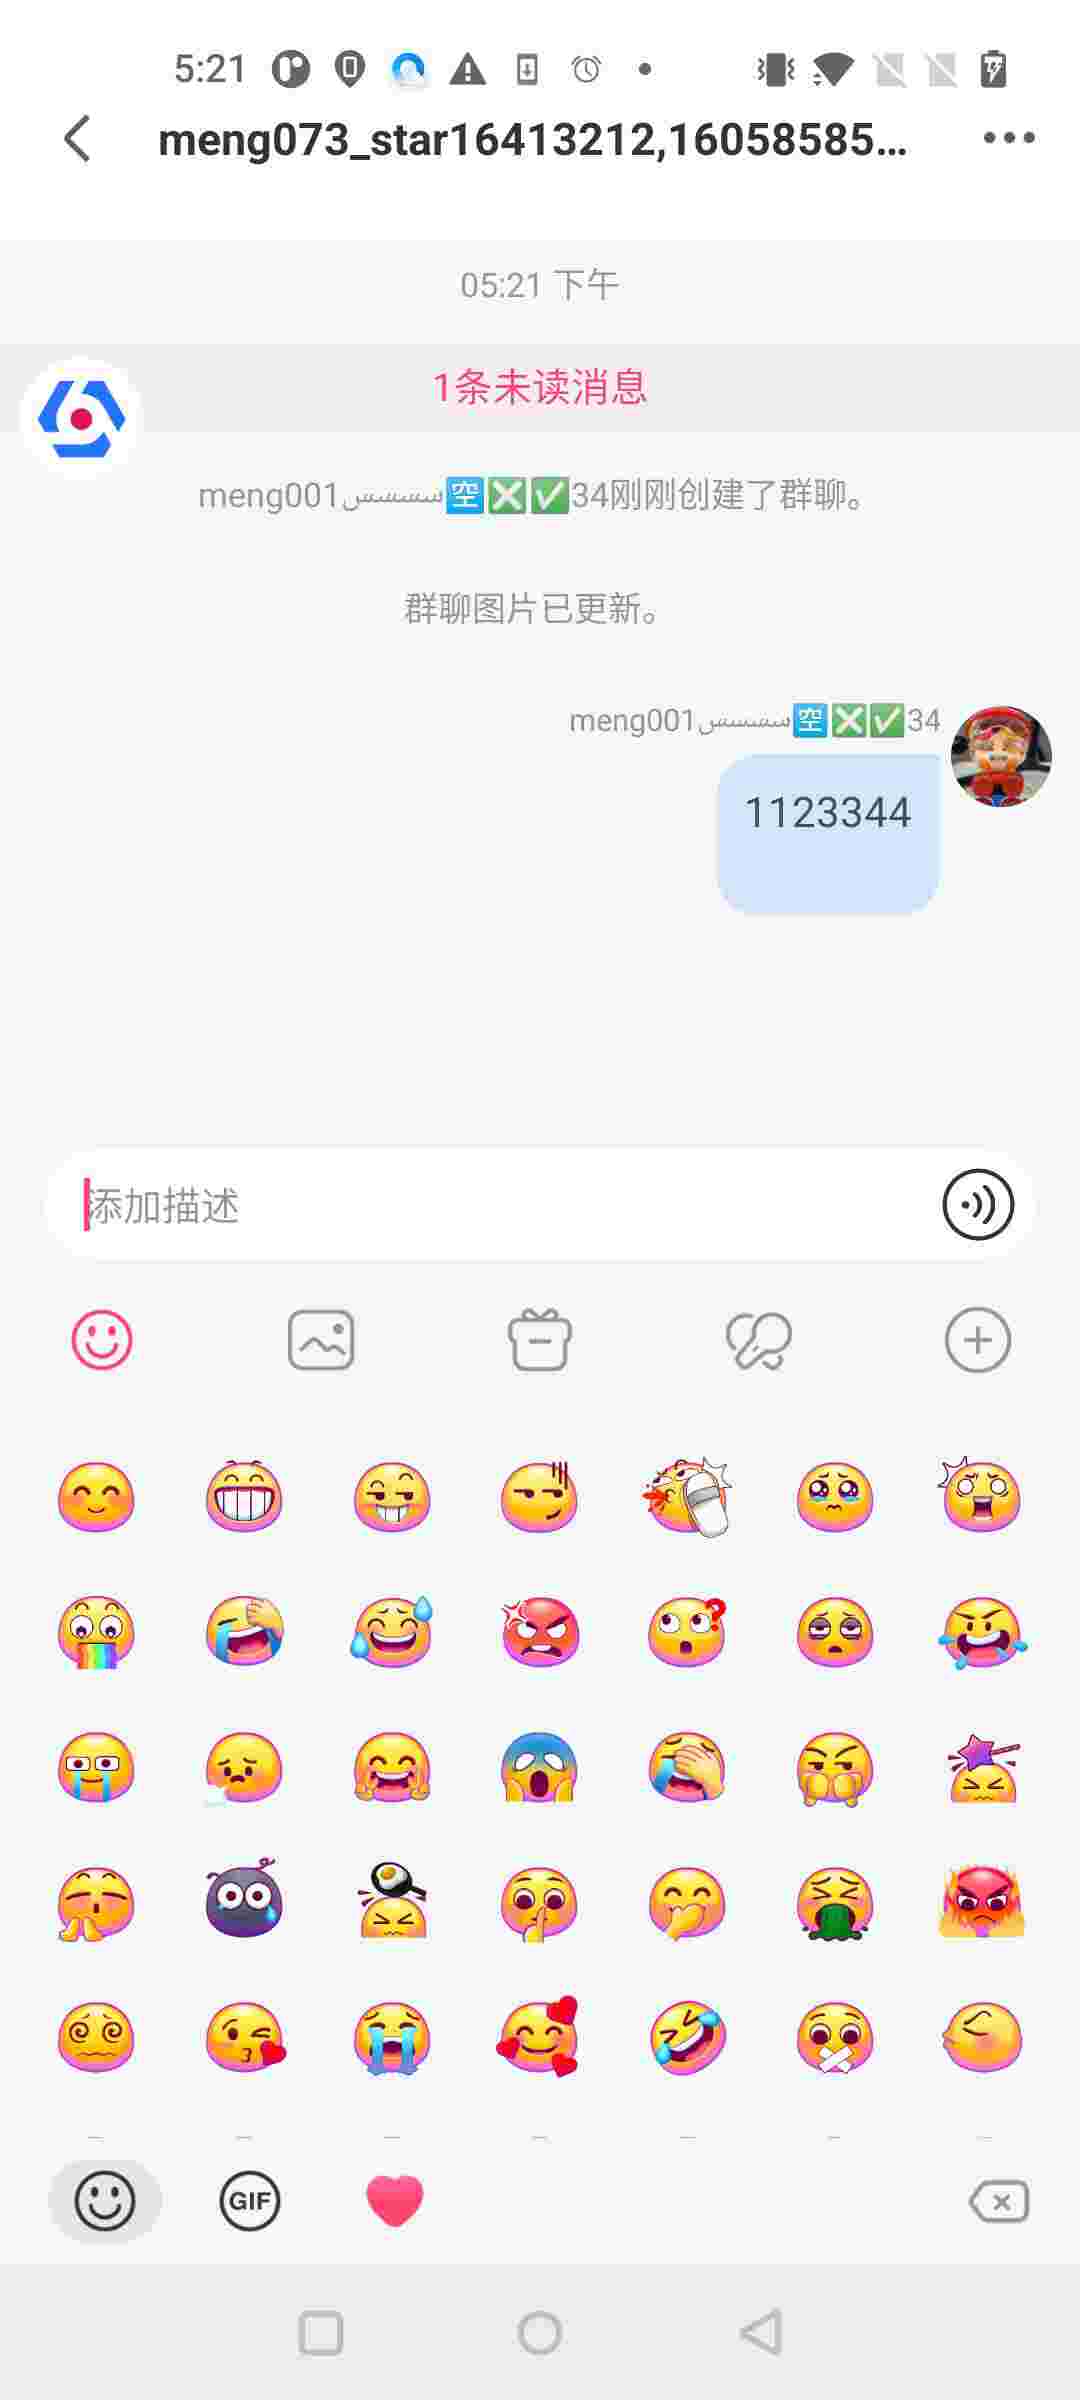 5:21
meng073_star16413212,16058585...
05:21 下午
1条未读消息
meng001سسسسس🈳❎✅34刚刚创建了群聊。
群聊图片已更新。
meng001سسسسس🈳❎✅34
1123344
添加描述
GIF